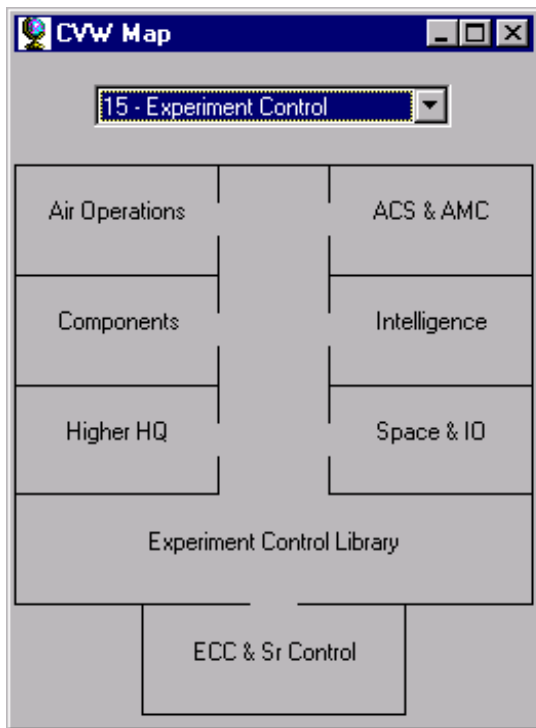 CVW Map
15 - Experiment Control
Air Operations
ACS & AMC
Components
Intelligence
Higher HQ
Space & IO
Experiment Control Library
ECC & Sr Control